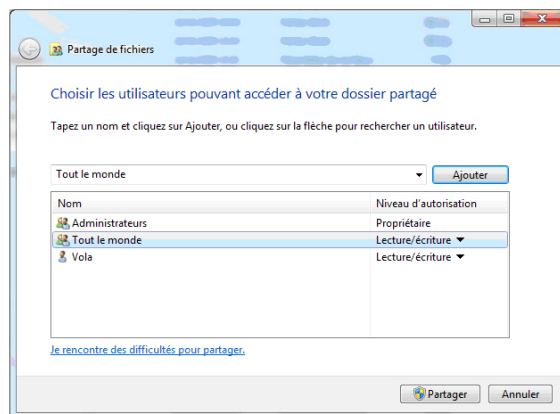 Partage de fichiers
Choisir les utilisateurs pouvant accéder à votre dossier partagé
Tapez un nom et cliquez sur Ajouter, ou cliquez sur la flèche pour rechercher un utilisateur.
Tout le monde Ajouter
Nom Niveau d'autorisation
Administrateurs Propriétaire
Tout le monde Lecture/écriture
Vola Lecture/écriture
Je rencontre des difficultés pour partager.
Partager Annuler